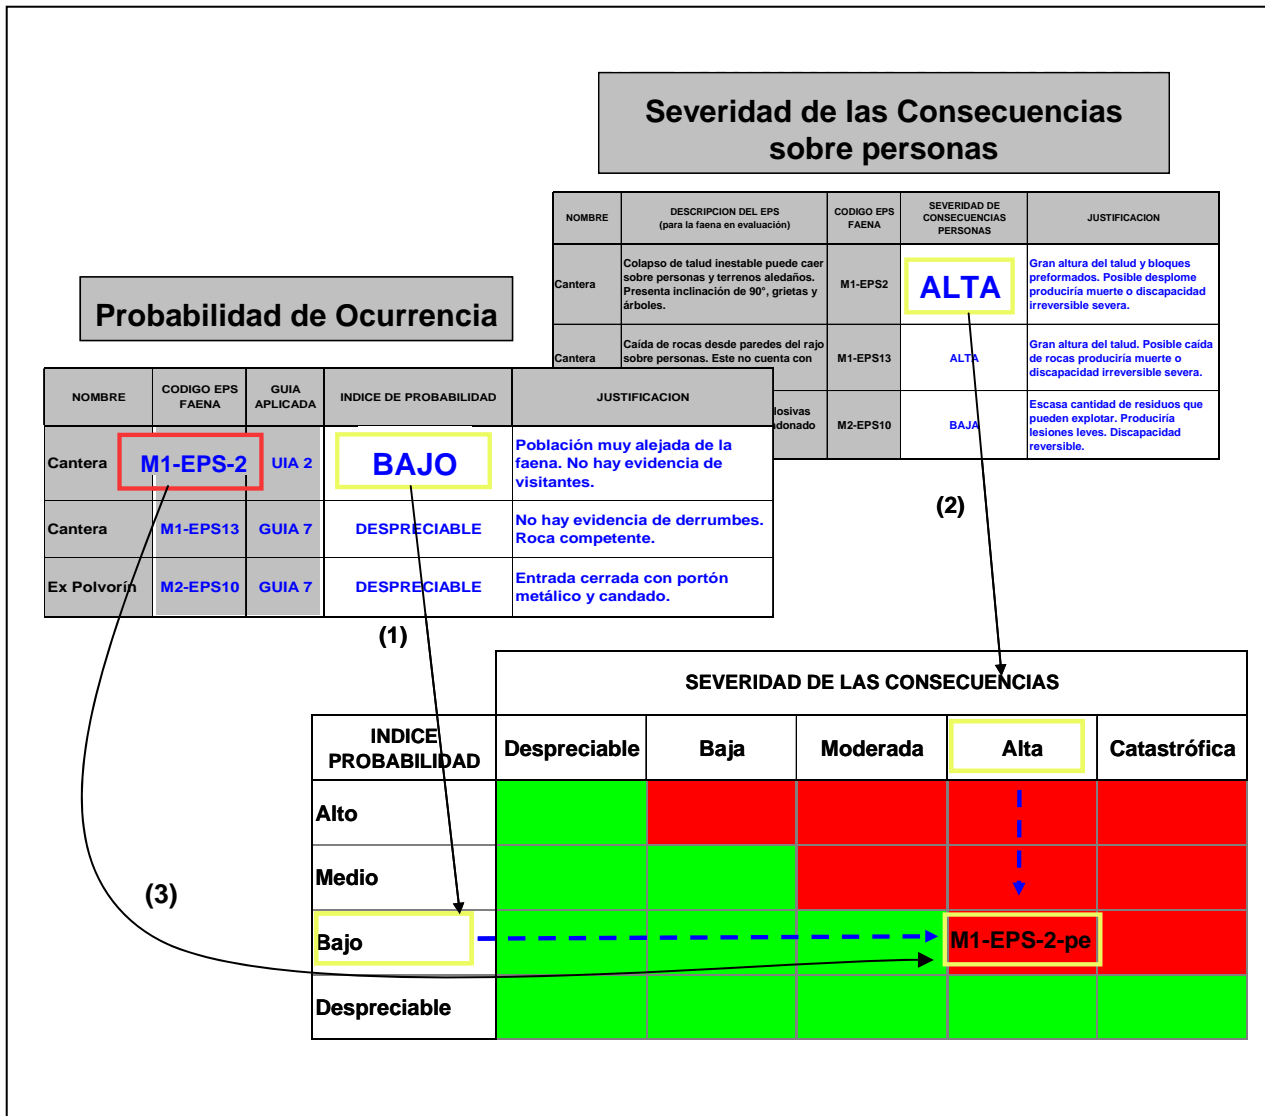 Severidad de las Consecuencias
sobre personas
NOMBRE
DESCRIPCION DEL EPS
(para la faena en evaluación)
CODIGO EPS
FAENA
SEVERIDAD DE
CONSECUENCIAS
PERSONAS
JUSTIFICACION
Cantera
Colapso de talud inestable puede caer
sobre personas y terrenos aledaños.
Presenta inclinación de 90°, grietas y
árboles.
M1-EPS2
ALTA
Gran altura del talud y bloques
preformados. Posible desplome
produciría muerte o discapacidad
irreversible severa.
Cantera
Caída de rocas desde paredes del rajo
sobre personas. Este no cuenta con
M1-EPS13
ALTA
Gran altura del talud. Posible caída
de rocas produciría muerte o
discapacidad irreversible severa.
M2-EPS10
BAJA
Escasa cantidad de residuos que
pueden explotar. Produciría
lesiones leves. Discapacidad
reversible.
Probabilidad de Ocurrencia
NOMBRE
CODIGO EPS
FAENA
GUIA
APLICADA
INDICE DE PROBABILIDAD
JUSTIFICACION
Cantera
M1-EPS-2
UIA 2
BAJO
Población muy alejada de la
faena. No hay evidencia de
visitantes.
Cantera
M1-EPS13
GUIA 7
DESPRECIABLE
No hay evidencia de derrumbes.
Roca competente.
Ex Polvorín
M2-EPS10
GUIA 7
DESPRECIABLE
Entrada cerrada con portón
metálico y candado.
(1)
(2)
(3)
SEVERIDAD DE LAS CONSECUENCIAS
INDICE
PROBABILIDAD
Despreciable
Baja
Moderada
Alta
Catastrófica
Alto
Medio
Bajo
M1-EPS-2-pe
Despreciable